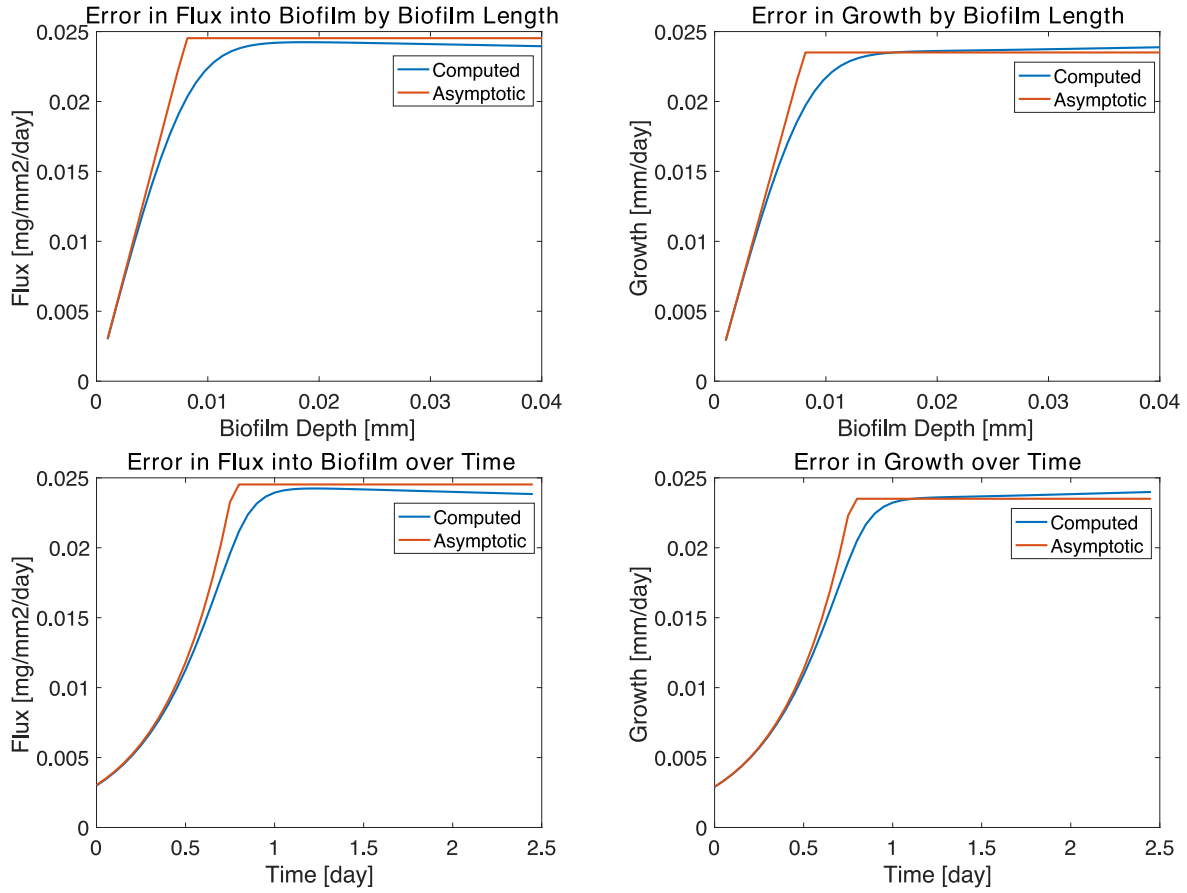 Error in Flux into Biofilm by Biofilm Length
0.025
0.02
0.015
0.01
0.005
0
Flux [mg/mm2/day]
Computed
Asymptotic
0 0.01 0.02 0.03 0.04
Biofilm Depth [mm]
Error in Growth by Biofilm Length
0.025
0.02
0.015
0.01
0.005
0
Growth [mm/day]
Computed
Asymptotic
0 0.01 0.02 0.03 0.04
Biofilm Depth [mm]
Error in Flux into Biofilm over Time
0.025
0.02
0.015
0.01
0.005
0
Flux [mg/mm2/day]
Computed
Asymptotic
0 0.5 1 1.5 2 2.5
Time [day]
Error in Growth over Time
0.025
0.02
0.015
0.01
0.005
0
Growth [mm/day]
Computed
Asymptotic
0 0.5 1 1.5 2 2.5
Time [day]